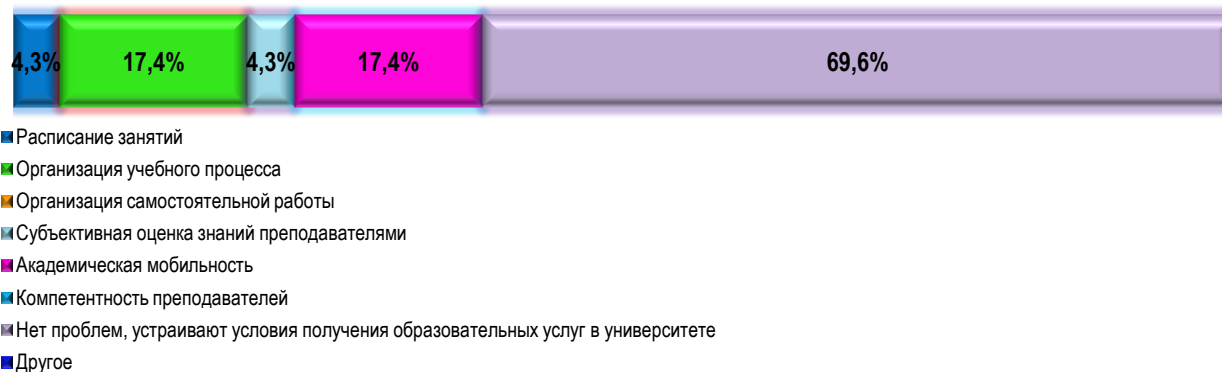 4,3% 17,4% 4,3% 17,4% 69,6%
Расписание занятий
Организация учебного процесса
Организация самостоятельной работы
Субъективная оценка знаний преподавателями
Академическая мобильность
Компетентность преподавателей
Нет проблем, устраивают условия получения образовательных услуг в университете
Другое